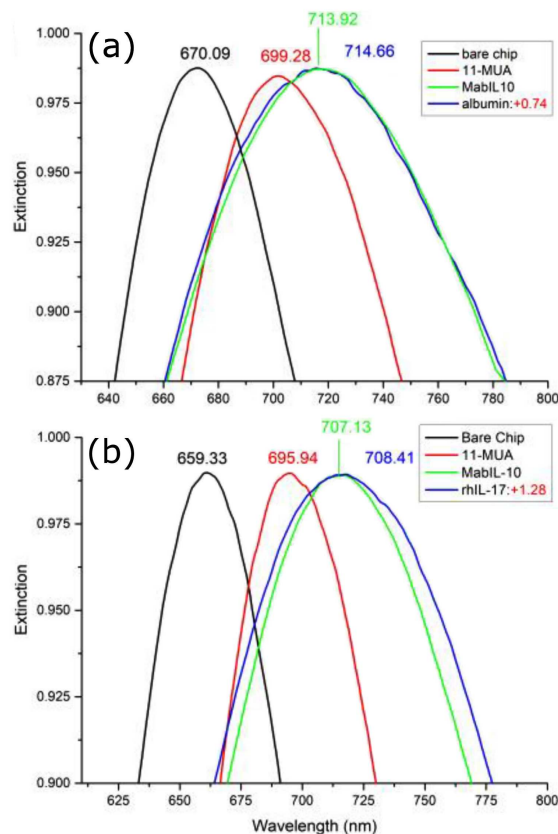 (a)
670.09
699.28
713.92
714.66
bare chip
11-MUA
MabIL10
albumin:+0.74
Extinction
1.000
0.975
0.950
0.925
0.900
0.875
640 660 680 700 720 740 760 780 800
(b)
659.33
695.94
707.13
708.41
Bare Chip
11-MUA
MabIL-10
rhIL-17:+1.28
Extinction
1.000
0.975
0.950
0.925
0.900
625 650 675 700 725 750 775 800
Wavelength (nm)